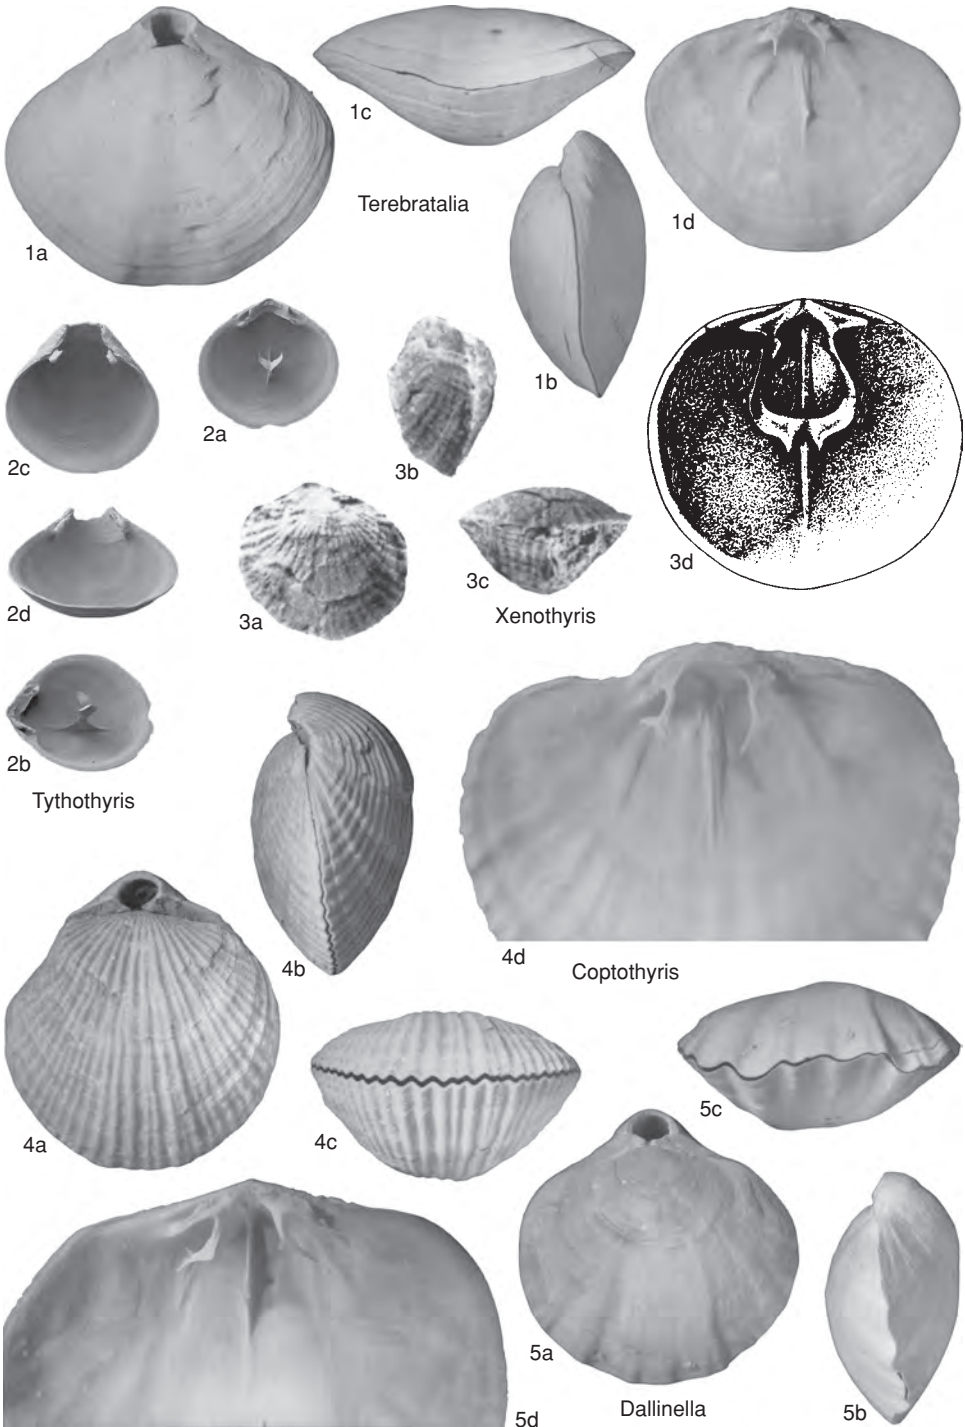 1a
1c
Terebratalia
1b
1d
2c
2a
3b
2d
3a
3c
Xenothyris
3d
2b
Tythothyris
4b
4d
Coptothyris
4a
4c
5c
5a
Dallinella
5b
5d